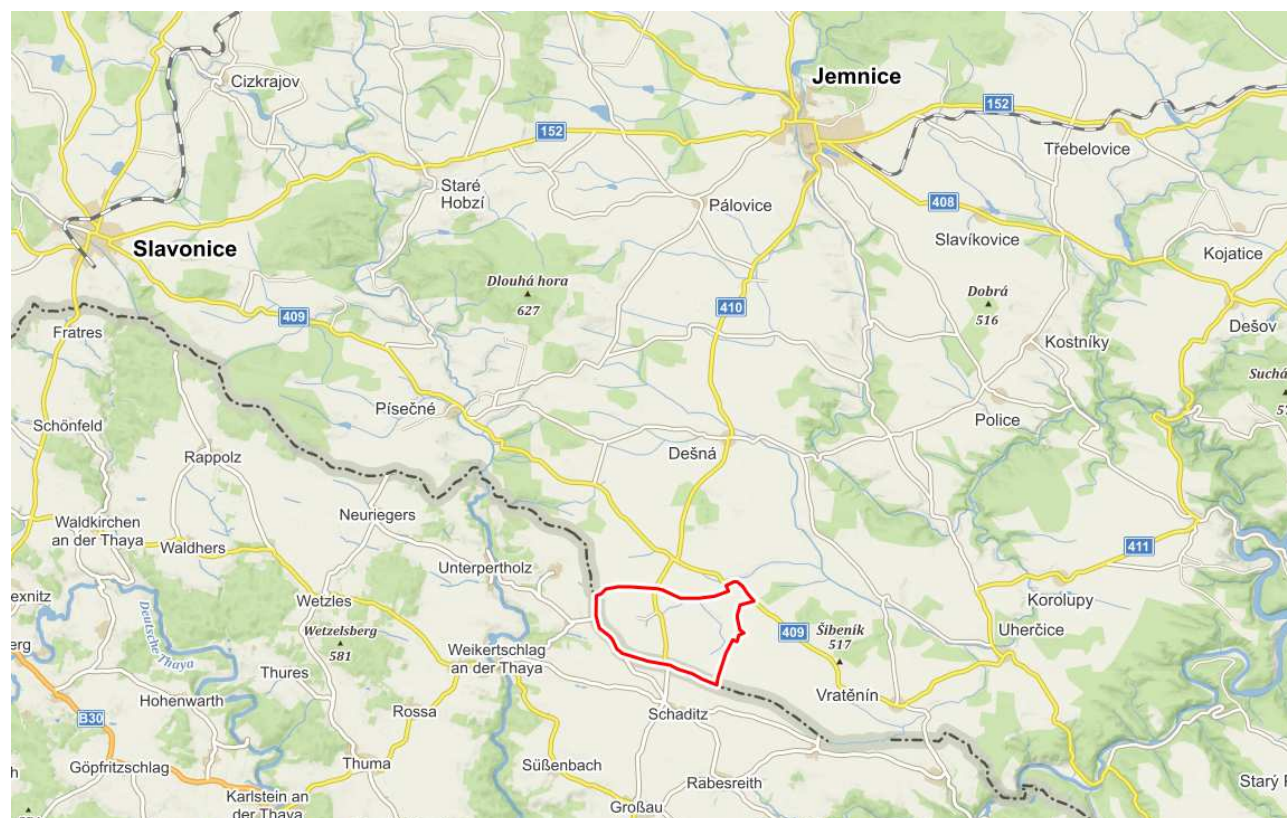 Cizkrajov
Jemnice
152
152
Třebelovice
Staré
Hobzí
Pálovice
408
Slavíkovice
Kojatice
Slavonice
Dlouhá hora
627
Dobrá
516
409
410
Fratres
Dešov
Kostníky
Suchá
Písečné
Schönfeld
Police
Rappolz
Dešná
Neuriegers
Waldkirchen
an der Thaya
Waldhers
411
Unterpertholz
exnitz
Deutsche Thaya
Wetzles
Korolupy
Wetzelsberg
581
409
Šibeník
517
Uherčice
erg
Weikertschlag
an der Thaya
Thures
Vratěnín
Hohenwarth
Rossa
Schaditz
B30
Göpfritzschlag
Thuma
Süßenbach
Rabesreith
Karlstein an
der Thaya
Großau